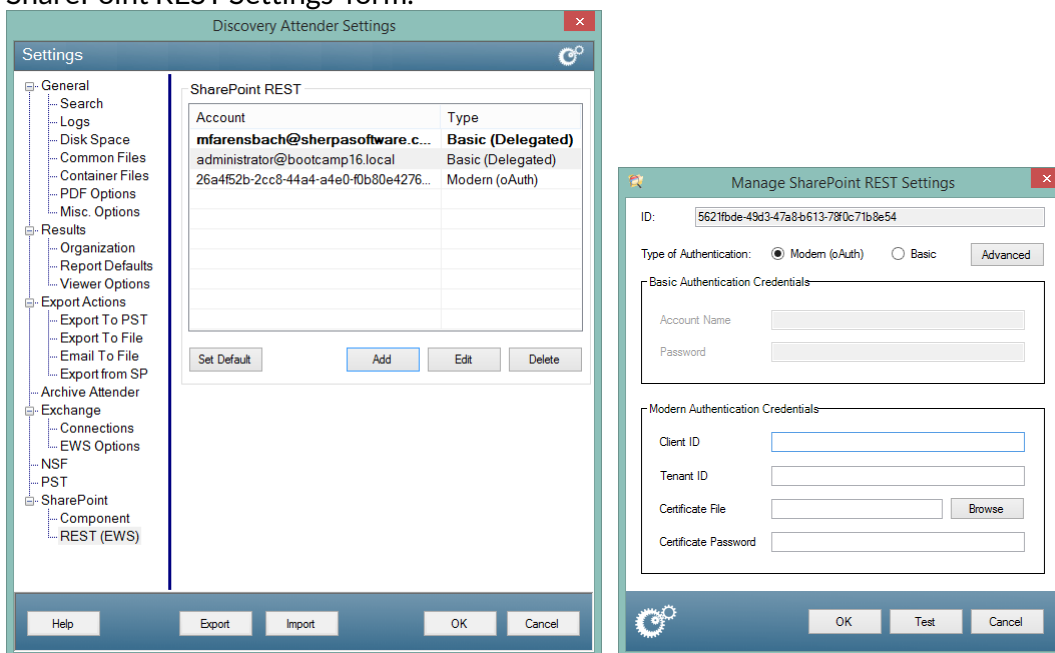 SharePoint REST Settings form.
Discovery Attender Settings
Settings
General
Search
Logs
Disk Space
Common Files
Container Files
PDF Options
Misc. Options
Results
Organization
Report Defaults
Viewer Options
Export Actions
Export To PST
Export To File
Email To File
Export from SP
Archive Attender
Exchange
Connections
EWS Options
NSF
PST
SharePoint
Component
REST (EWS)
SharePoint REST
Account Type
mfarensbach@sherpasoftware.c... Basic (Delegated)
administrator@bootcamp16.local Basic (Delegated)
26a4f52b-2cc8-44a4-a4e0-f0b80e4276... Modern (oAuth)
Set Default Add Edit Delete
Help Export Import OK Cancel
Manage SharePoint REST Settings
ID: 5621fbde-49d3-47a8-b613-78f0c71b8e54
Type of Authentication: Modern (oAuth) Basic Advanced
Basic Authentication Credentials
Account Name
Password
Modern Authentication Credentials
Client ID
Tenant ID
Certificate File Browse
Certificate Password
OK Test Cancel